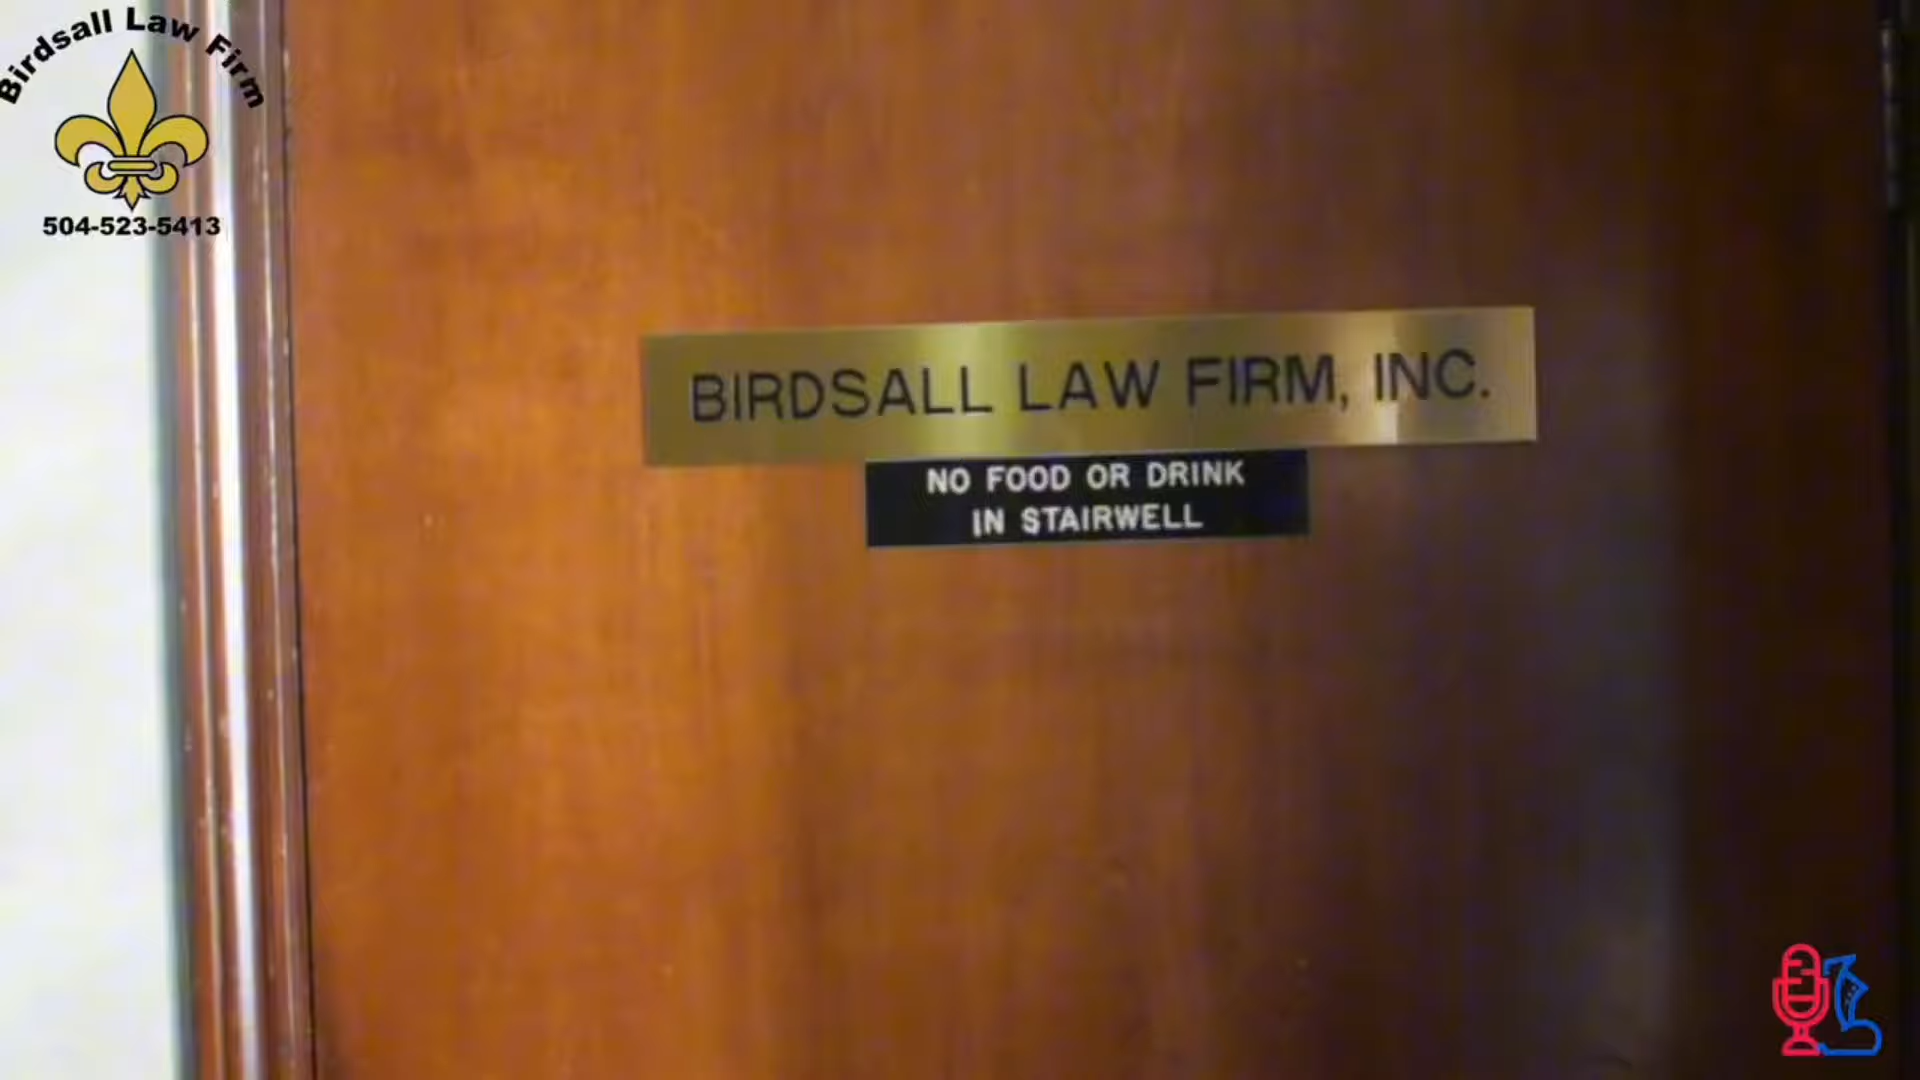 Birdsall Law Firm
504-523-5413
BIRDSALL LAW FIRM, INC.
NO FOOD OR DRINK
IN STAIRWELL